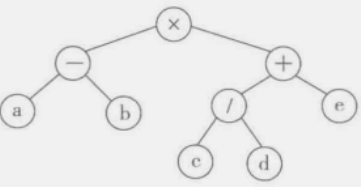 ×
− +
a b / e
c d